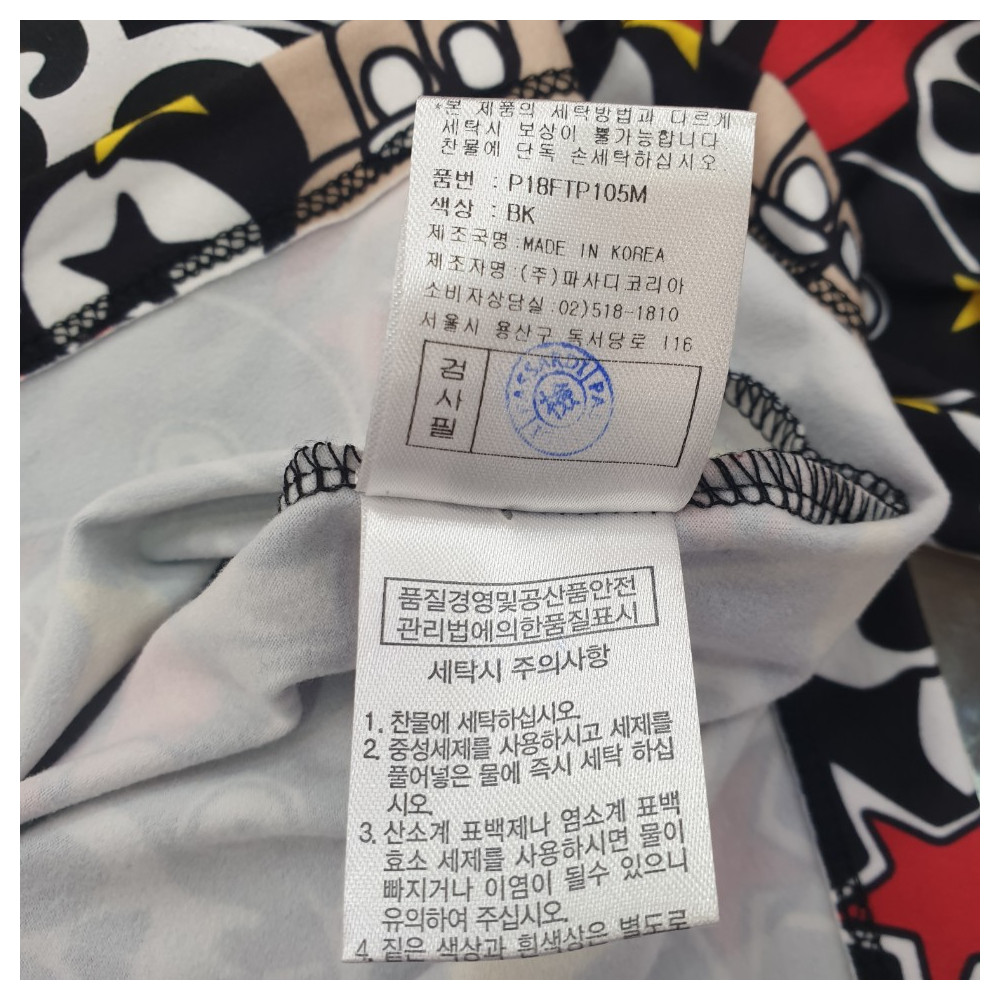 *본 제품의 세탁방법과 다르게
세탁시 보상이 불가능합니다
찬물에 단독 손세탁하십시오.
품번 : P18FTP105M
색상 : BK
제조국명:MADE IN KOREA
제조자명 :(주)파사디코리아
소비자상담실 :02)518-1810
서울시 용산구 독서당로 116
검사필
檢
품질경영및공산품안전
관리법에의한품질표시
세탁시 주의사항
1. 찬물에 세탁하십시오.
2. 중성세제를 사용하시고 세제를
풀어넣은 물에 즉시 세탁 하십
시오.
3. 산소계 표백제나 염소계 표백
효소 세제를 사용하시면 물이
빠지거나 이염이 될수 있으니
유의하여 주십시오.
4. 짙은 색상과 흰색상은 별도로